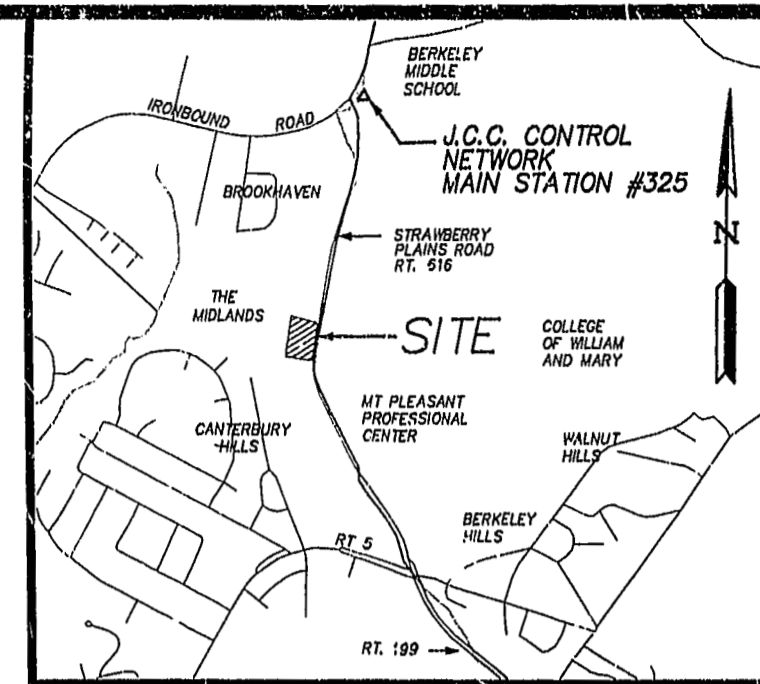 BERKELEY
MIDDLE
SCHOOL
IRONBOUND ROAD
J.C.C. CONTROL
NETWORK
MAIN STATION #325
BROOKHAVEN
STRAWBERRY
PLAINS ROAD
RT. 516
N
THE
MIDLANDS
SITE
COLLEGE
OF WILLIAM
AND MARY
MT PLEASANT
PROFESSIONAL
CENTER
CANTERBURY
HILLS
WALNUT
HILLS
BERKELEY
HILLS
RT 5
RT. 199